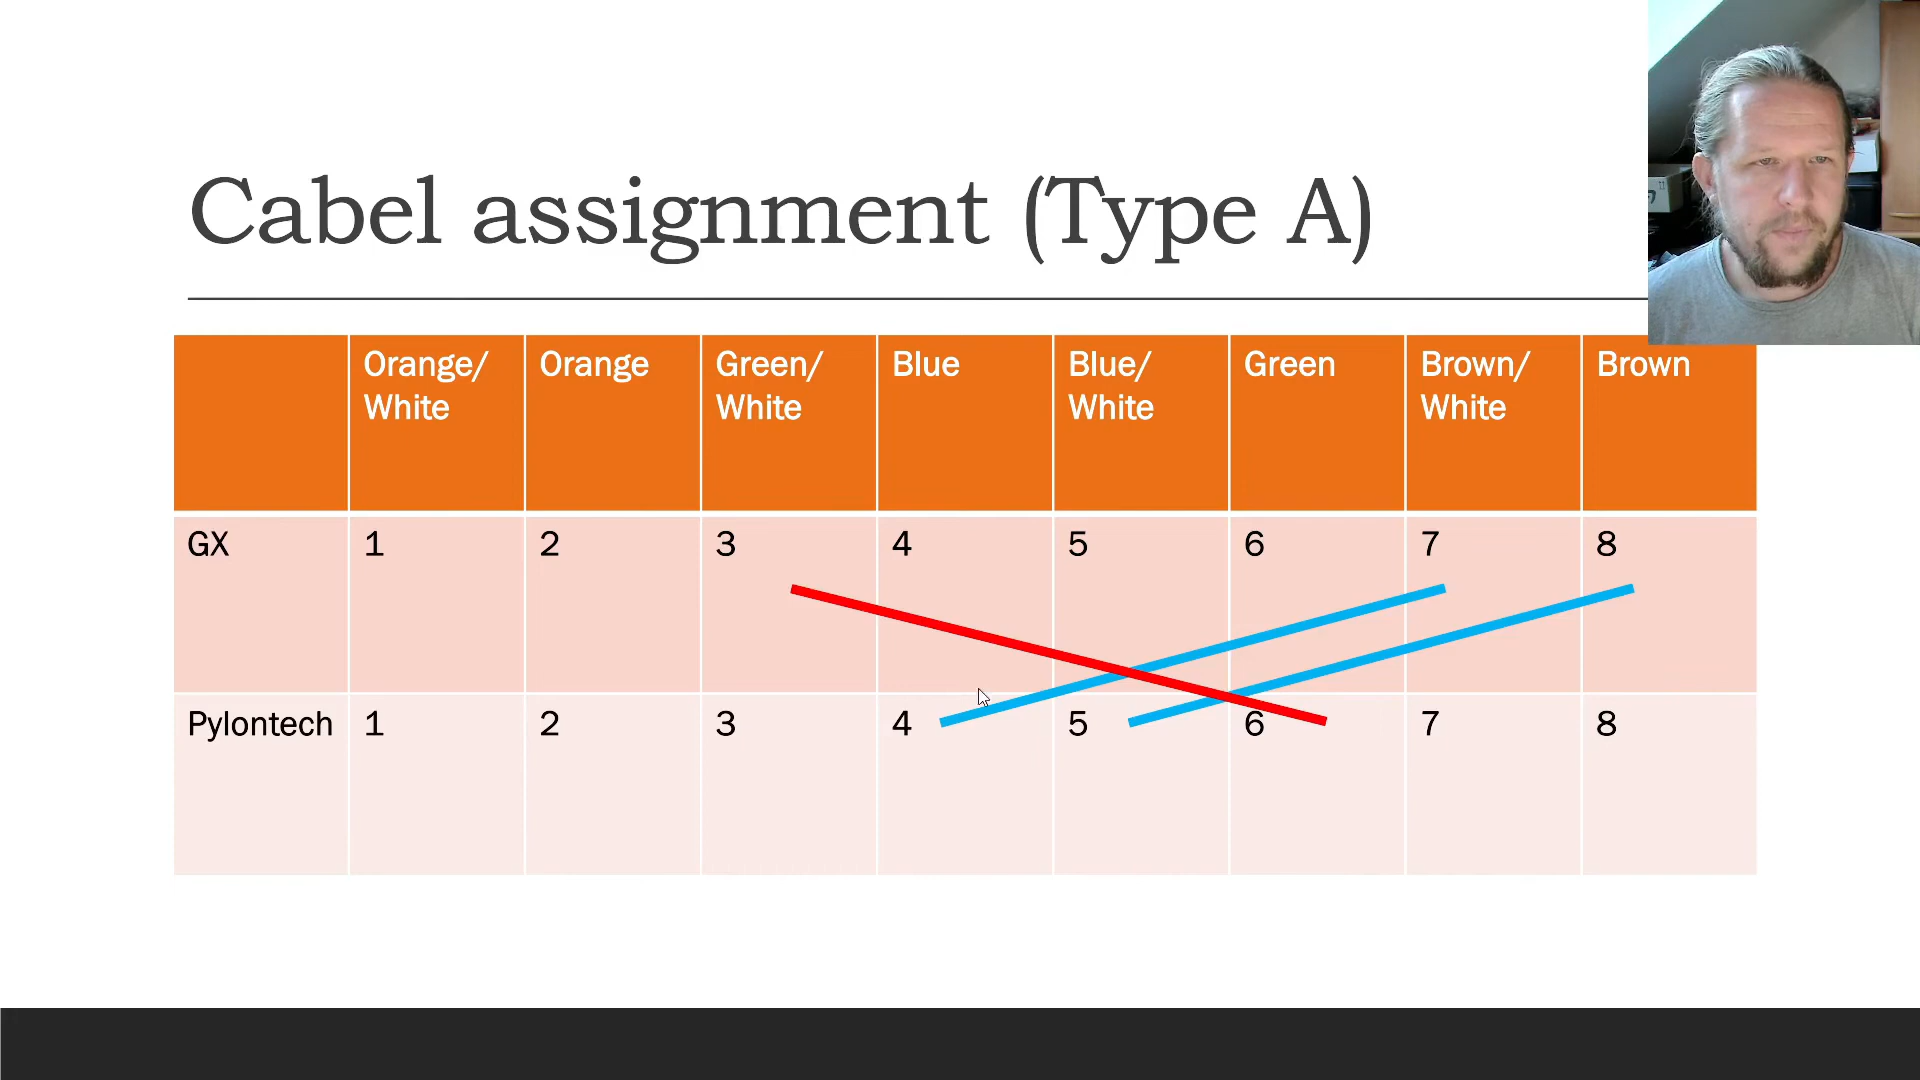 Cabel assignment (Type A)
Orange/ Orange Green/ Blue Blue/ Green Brown/ Brown
White White White White
GX 1 2 3 4 5 6 7 8
Pylontech 1 2 3 4 5 6 7 8